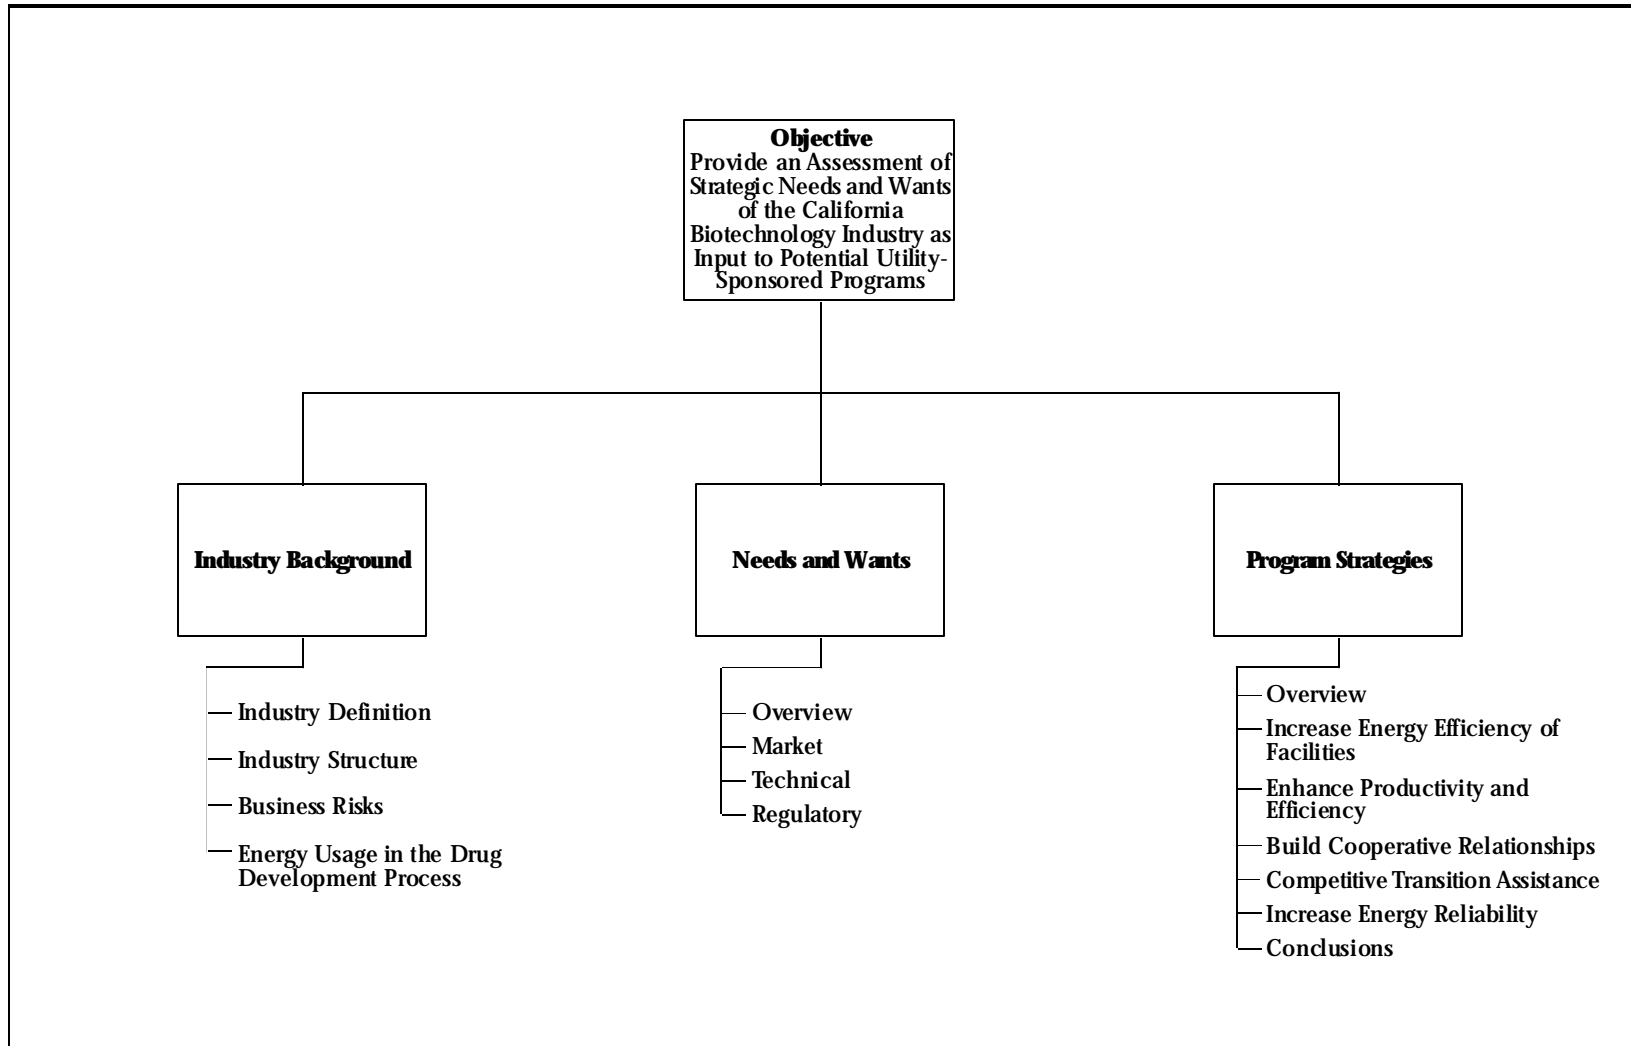 Objective
Provide an Assessment of
Strategic Needs and Wants
of the California
Biotechnology Industry as
Input to Potential Utility-
Sponsored Programs
Industry Background
Industry Definition
Industry Structure
Business Risks
Energy Usage in the Drug
Development Process
Needs and Wants
Overview
Market
Technical
Regulatory
Program Strategies
Overview
Increase Energy Efficiency of
Facilities
Enhance Productivity and
Efficiency
Build Cooperative Relationships
Competitive Transition Assistance
Increase Energy Reliability
Conclusions